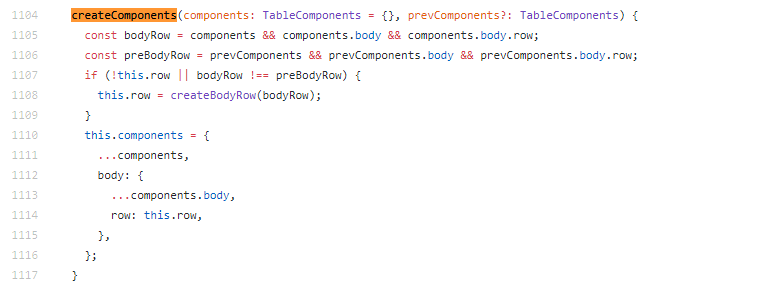 1104 createComponents(components: TableComponents = {}, prevComponents?: TableComponents) {
1105 const bodyRow = components && components.body && components.body.row;
1106 const preBodyRow = prevComponents && prevComponents.body && prevComponents.body.row;
1107 if (!this.row || bodyRow !== preBodyRow) {
1108 this.row = createBodyRow(bodyRow);
1109 }
1110 this.components = {
1111 ...components,
1112 body: {
1113 ...components.body,
1114 row: this.row,
1115 },
1116 };
1117 }